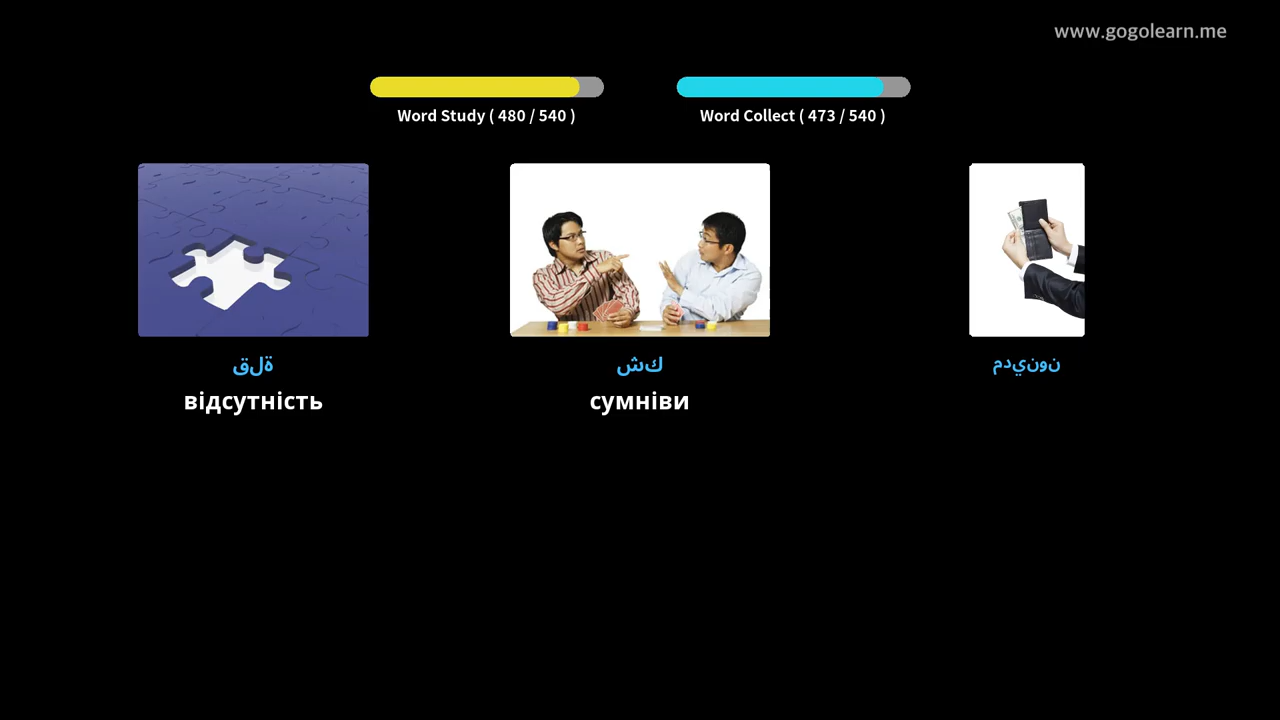 www.gogolearn.me
Word Study ( 480 / 540 )
Word Collect ( 473 / 540 )
قلة
شك
مدينون
відсутність
сумніви